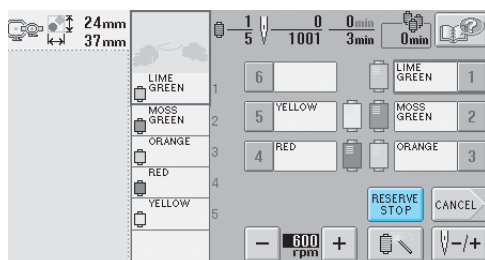 24mm
37mm
1
5
0
1001
0min
3min
0min
LIME
GREEN
1
MOSS
GREEN
2
ORANGE
3
RED
4
YELLOW
5
6
LIME
GREEN
1
5
YELLOW
MOSS
GREEN
2
4
RED
ORANGE
3
RESERVE
STOP
CANCEL
-
600
rpm
+
-/+